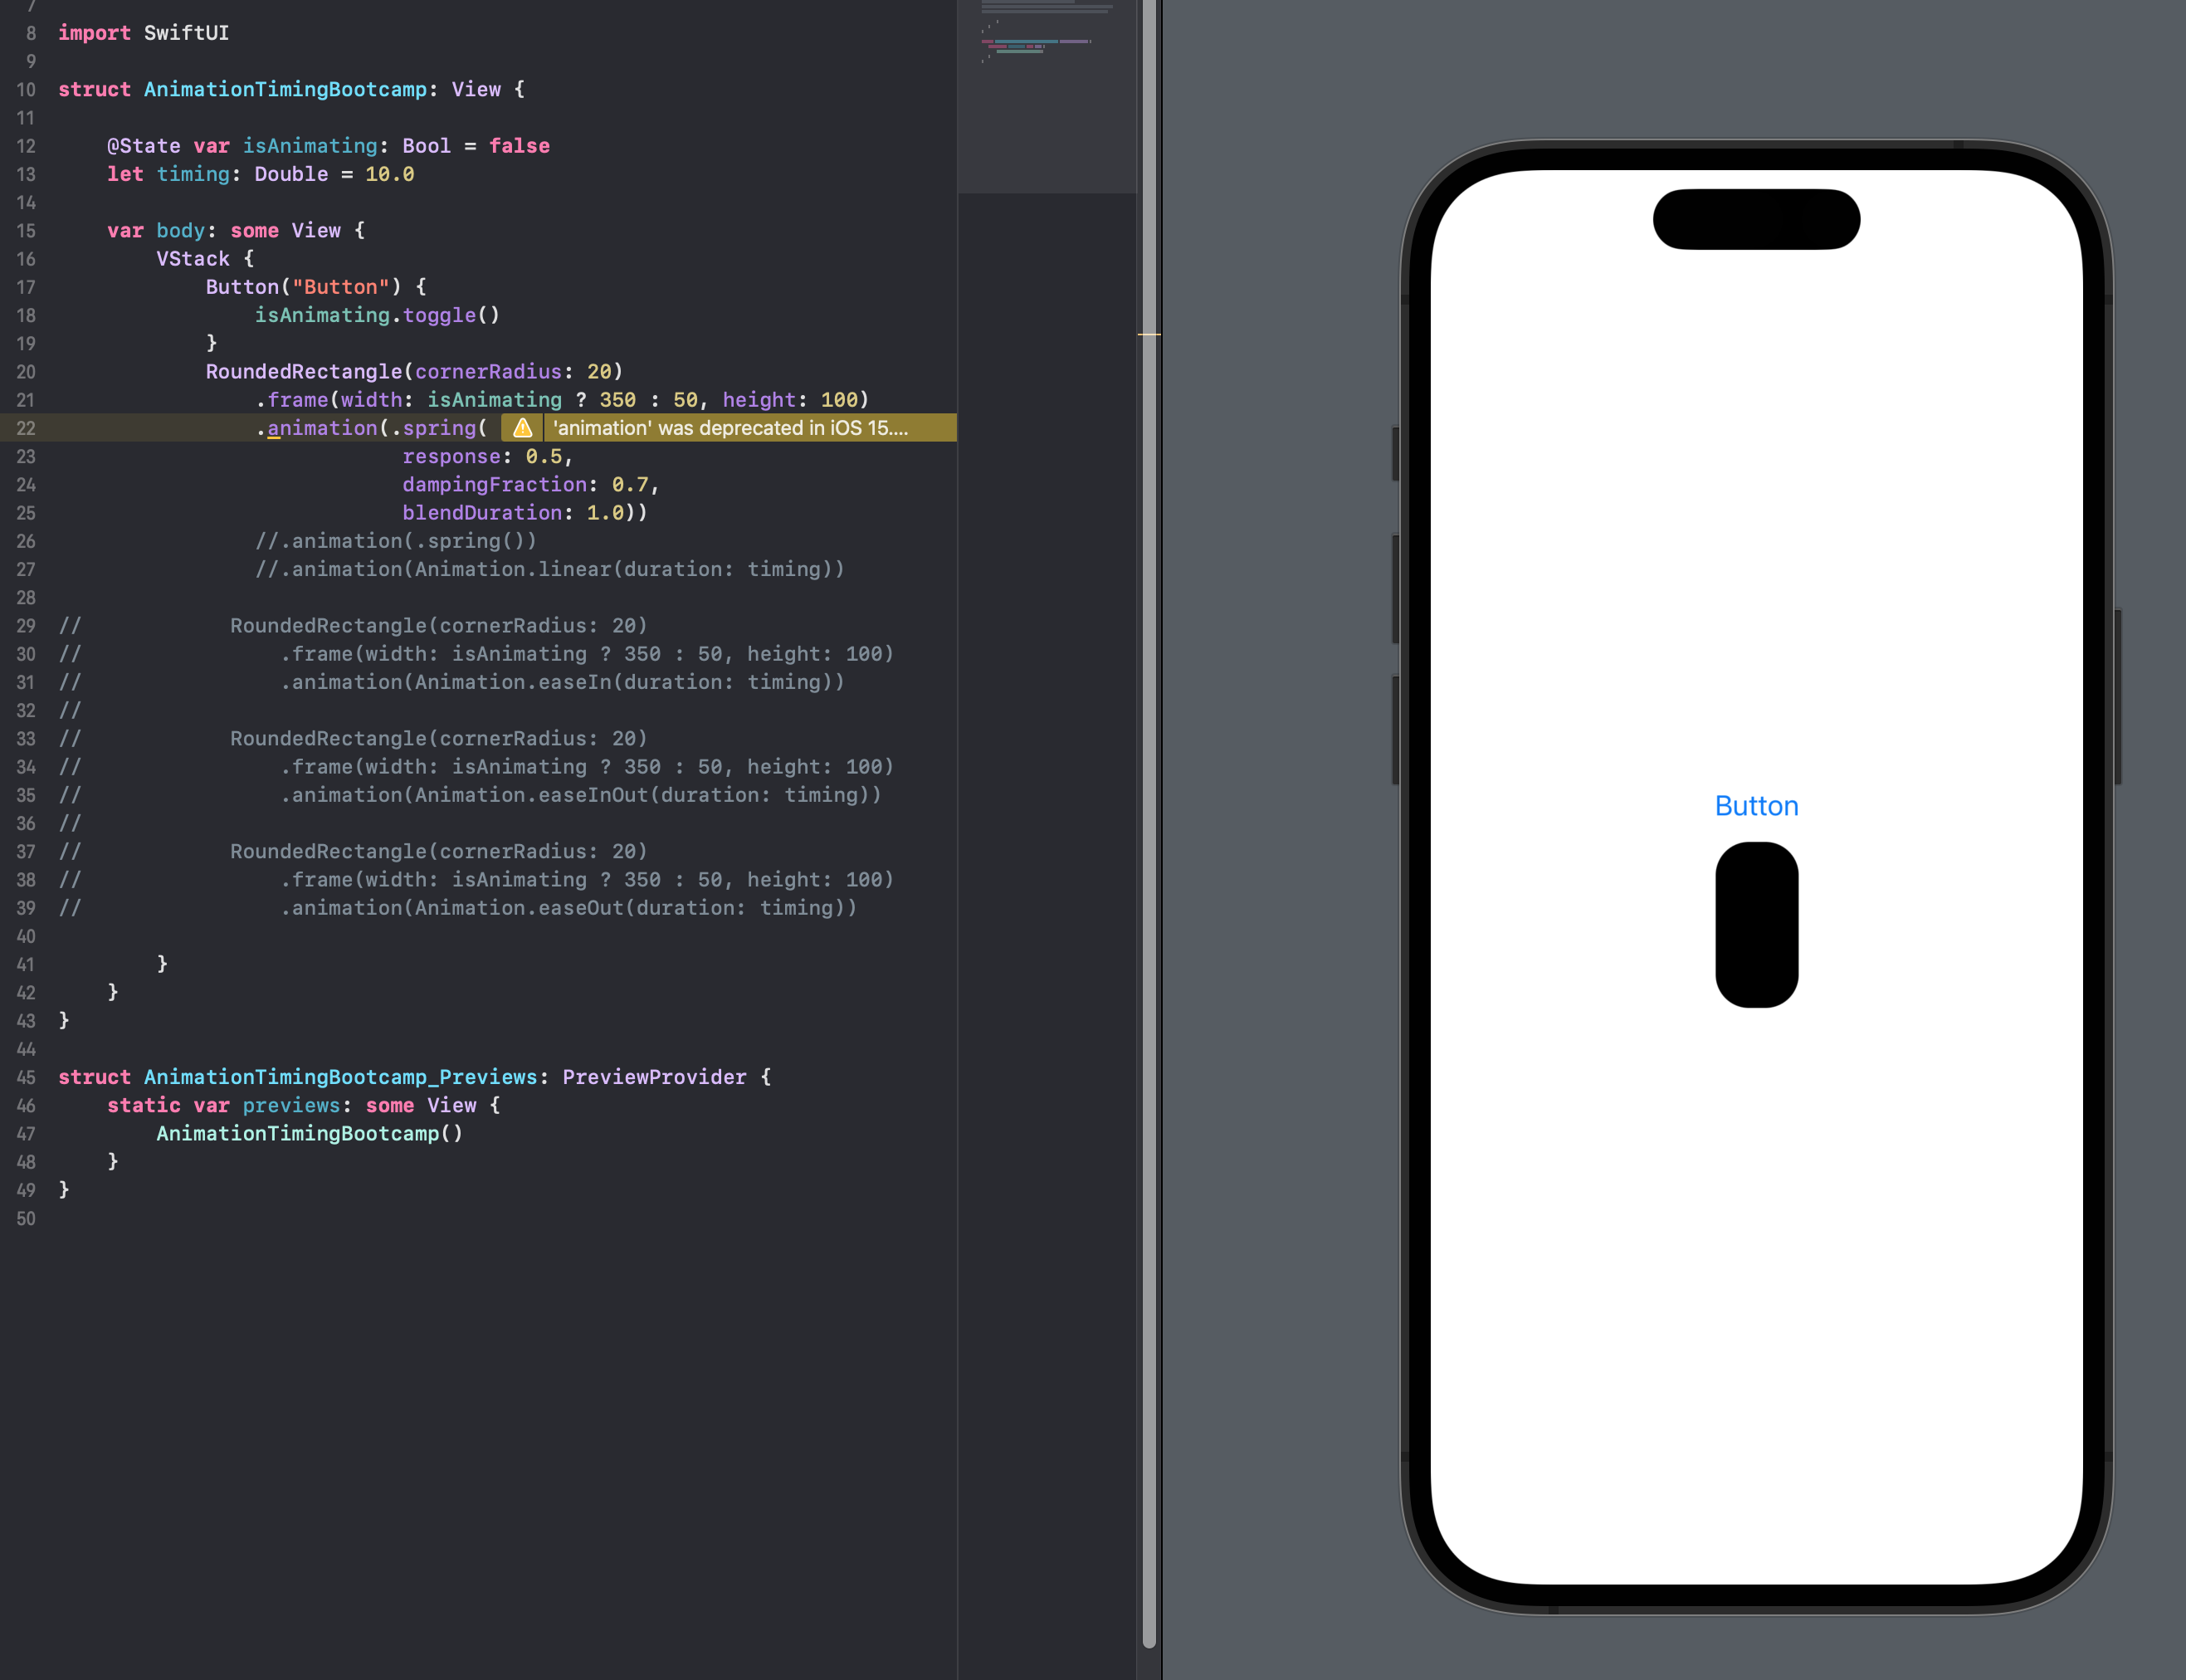 7
8 import SwiftUI
9
10 struct AnimationTimingBootcamp: View {
11
12     @State var isAnimating: Bool = false
13     let timing: Double = 10.0
14
15     var body: some View {
16         VStack {
17             Button("Button") {
18                 isAnimating.toggle()
19             }
20             RoundedRectangle(cornerRadius: 20)
21                 .frame(width: isAnimating ? 350 : 50, height: 100)
22                 .animation(.spring( 'animation' was deprecated in iOS 15....
23                             response: 0.5,
24                             dampingFraction: 0.7,
25                             blendDuration: 1.0))
26                 //.animation(.spring())
27                 //.animation(Animation.linear(duration: timing))
28
29 //            RoundedRectangle(cornerRadius: 20)
30 //                .frame(width: isAnimating ? 350 : 50, height: 100)
31 //                .animation(Animation.easeIn(duration: timing))
32 //
33 //            RoundedRectangle(cornerRadius: 20)
34 //                .frame(width: isAnimating ? 350 : 50, height: 100)
35 //                .animation(Animation.easeInOut(duration: timing))
36 //
37 //            RoundedRectangle(cornerRadius: 20)
38 //                .frame(width: isAnimating ? 350 : 50, height: 100)
39 //                .animation(Animation.easeOut(duration: timing))
40
41         }
42     }
43 }
44
45 struct AnimationTimingBootcamp_Previews: PreviewProvider {
46     static var previews: some View {
47         AnimationTimingBootcamp()
48     }
49 }
50
Button